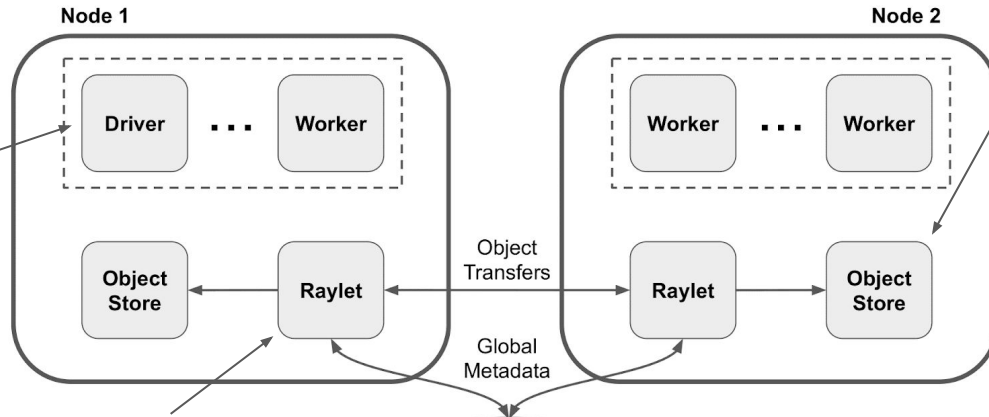 Node 1
Node 2
Driver
Worker
Worker
Worker
Object
Store
Raylet
Object
Transfers
Raylet
Object
Store
Global
Metadata